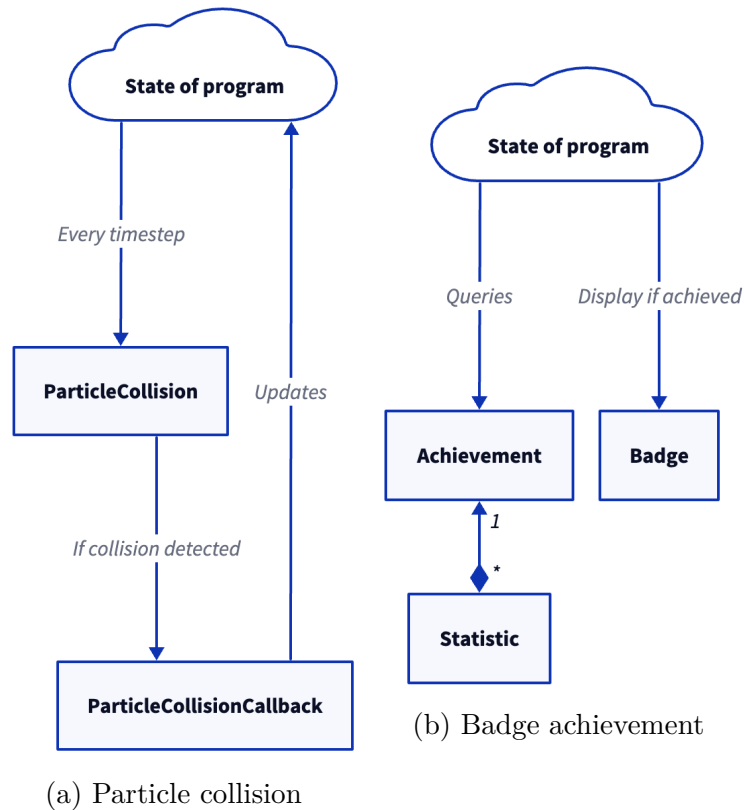 State of program
Every timestep
ParticleCollision
Updates
If collision detected
ParticleCollisionCallback
(a) Particle collision
State of program
Queries
Display if achieved
Achievement
Badge
1
*
Statistic
(b) Badge achievement